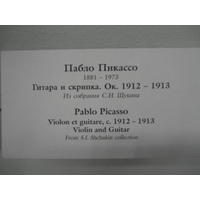 Пабло Пикассо
1881 - 1973
Гитара и скрипка. Ок. 1912 - 1913
Из собрания С.И. Щукина
Pablo Picasso
Violon et guitare, c. 1912 - 1913
Violin and Guitar
From S.I. Shchukin collection